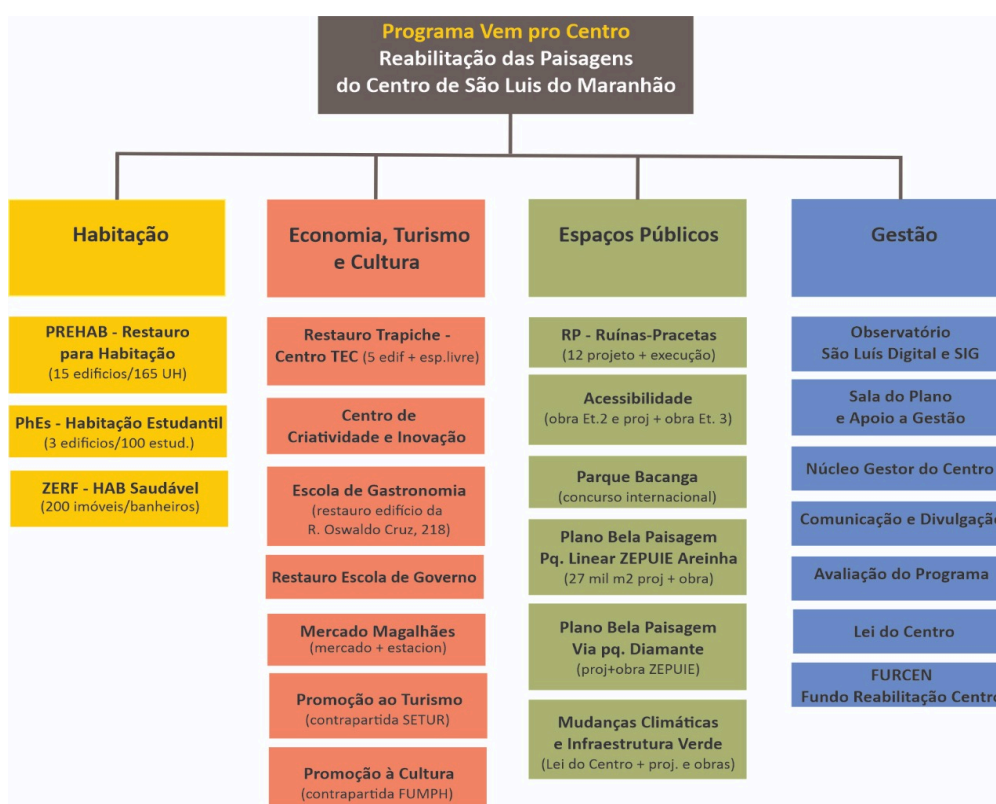 Programa Vem pro Centro
Reabilitação das Paisagens
do Centro de São Luis do Maranhão
Habitação
PREHAB - Restauro
para Habitação
(15 edificios/165 UH)
PhEs - Habitação Estudantil
(3 edificios/100 estud.)
ZERF - HAB Saudável
(200 imóveis/banheiros)
Economia, Turismo
e Cultura
Restauro Trapiche -
Centro TEC (5 edif + esp.livre)
Centro de
Criatividade e Inovação
Escola de Gastronomia
(restauro edifício da
R. Oswaldo Cruz, 218)
Restauro Escola de Governo
Mercado Magalhães
(mercado + estacion)
Promoção ao Turismo
(contrapartida SETUR)
Promoção à Cultura
(contrapartida FUMPH)
Espaços Públicos
RP - Ruínas-Pracetas
(12 projeto + execução)
Acessibilidade
(obra Et.2 e proj + obra Et. 3)
Parque Bacanga
(concurso internacional)
Plano Bela Paisagem
Pq. Linear ZEPUIE Areinha
(27 mil m2 proj + obra)
Plano Bela Paisagem
Via pq. Diamante
(proj+obra ZEPUIE)
Mudanças Climáticas
e Infraestrutura Verde
(Lei do Centro + proj. e obras)
Gestão
Observatório
São Luís Digital e SIG
Sala do Plano
e Apoio a Gestão
Núcleo Gestor do Centro
Comunicação e Divulgação
Avaliação do Programa
Lei do Centro
FURCEN
Fundo Reabilitação Centro